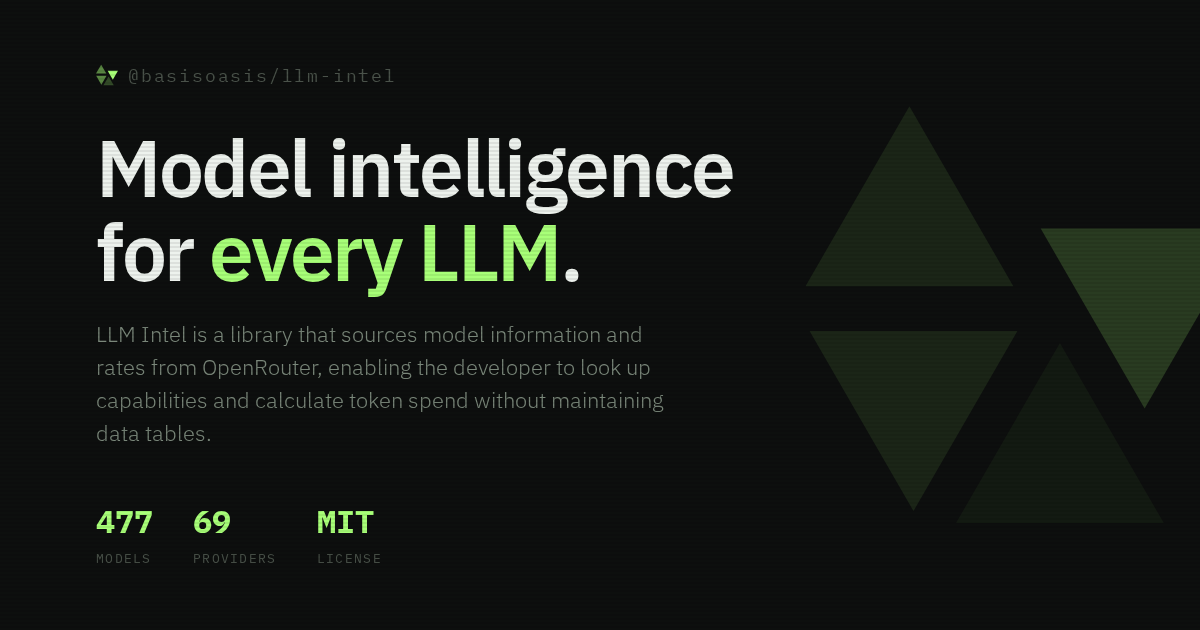 @basisoasis/llm-intel
Model intelligence
for every LLM.
LLM Intel is a library that sources model information and
rates from OpenRouter, enabling the developer to look up
capabilities and calculate token spend without maintaining
data tables.
477 69 MIT
MODELS PROVIDERS LICENSE